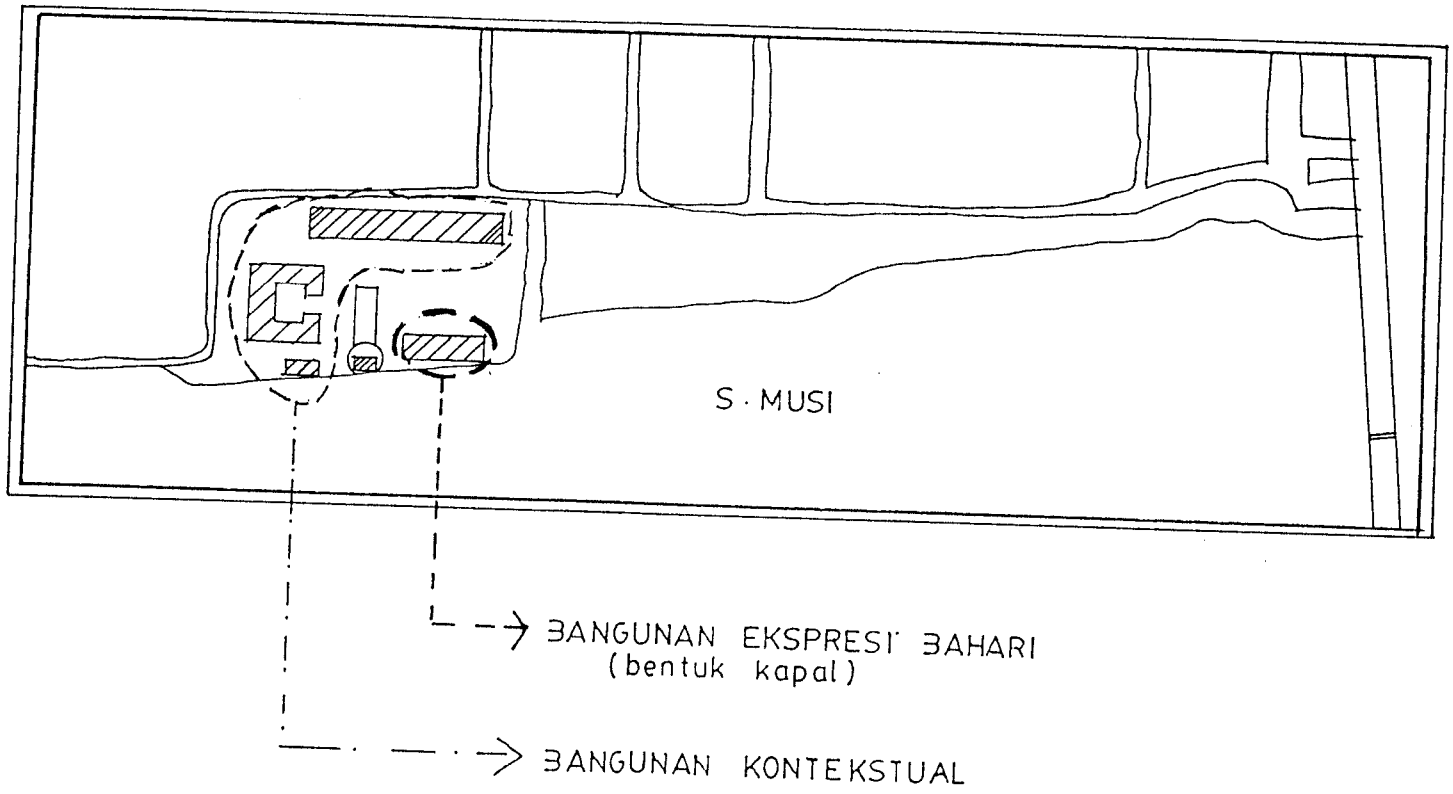 S. MUSI
BANGUNAN EKSPRESI BAHARI
(bentuk kapal)
BANGUNAN KONTEKSTUAL